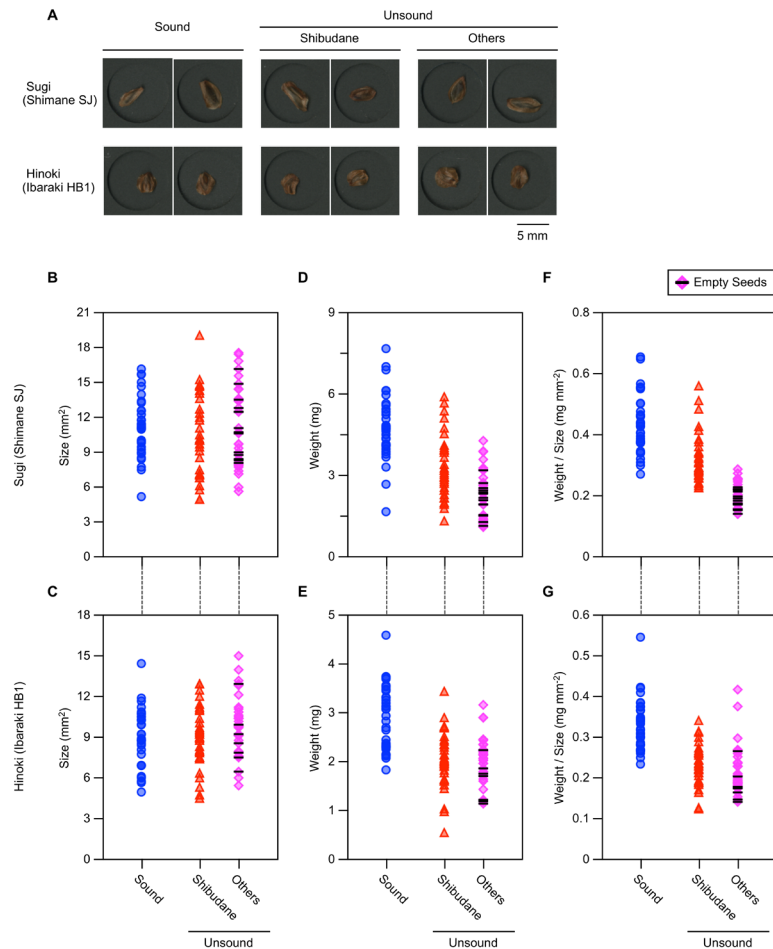 A
Sound
Unsound
Shibudane
Others
Sugi
(Shimane SJ)
Hinoki
(Ibaraki HB1)
5 mm
Empty Seeds
B
21
18
15
12
9
6
3
0
Size (mm²)
Sugi (Shimane SJ)
D
9
6
3
0
Weight (mg)
F
0.8
0.6
0.4
0.2
0
Weight / Size (mg mm⁻²)
C
18
15
12
9
6
3
0
Size (mm²)
Hinoki (Ibaraki HB1)
Sound
Shibudane
Others
Unsound
E
5
4
3
2
1
0
Weight (mg)
Sound
Shibudane
Others
Unsound
G
0.6
0.5
0.4
0.3
0.2
0.1
0
Weight / Size (mg mm⁻²)
Sound
Shibudane
Others
Unsound